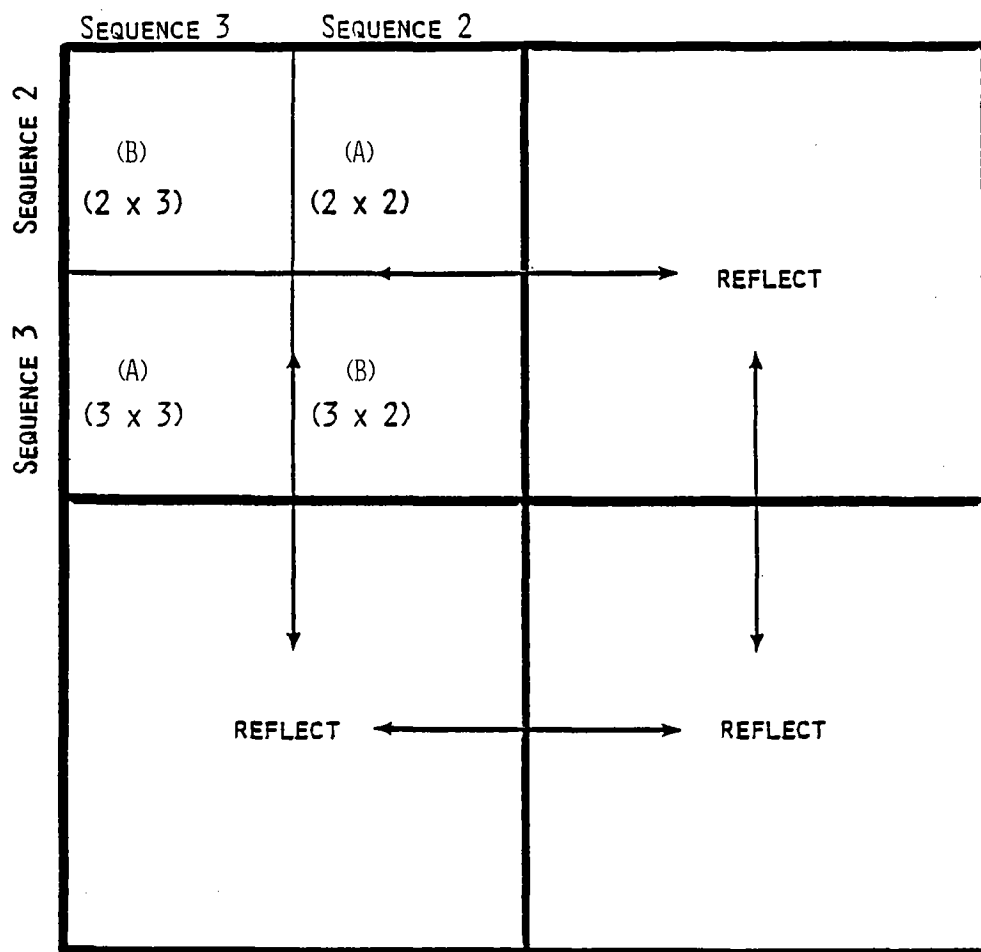 SEQUENCE 3 SEQUENCE 2
SEQUENCE 2
(B) (A)
(2 x 3) (2 x 2)
REFLECT
SEQUENCE 3
(A) (B)
(3 x 3) (3 x 2)
REFLECT REFLECT